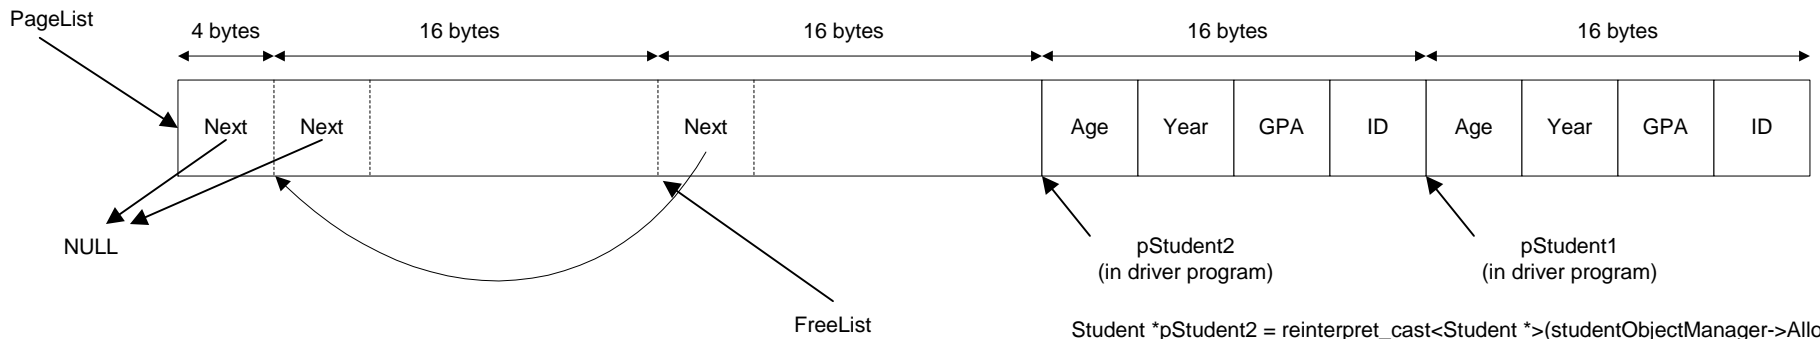 PageList
4 bytes
16 bytes
16 bytes
16 bytes
16 bytes
Next
Next
Next
Age
Year
GPA
ID
Age
Year
GPA
ID
NULL
pStudent2
(in driver program)
pStudent1
(in driver program)
FreeList
Student *pStudent2 = reinterpret_cast<Student *>(studentObjectManager->Allo